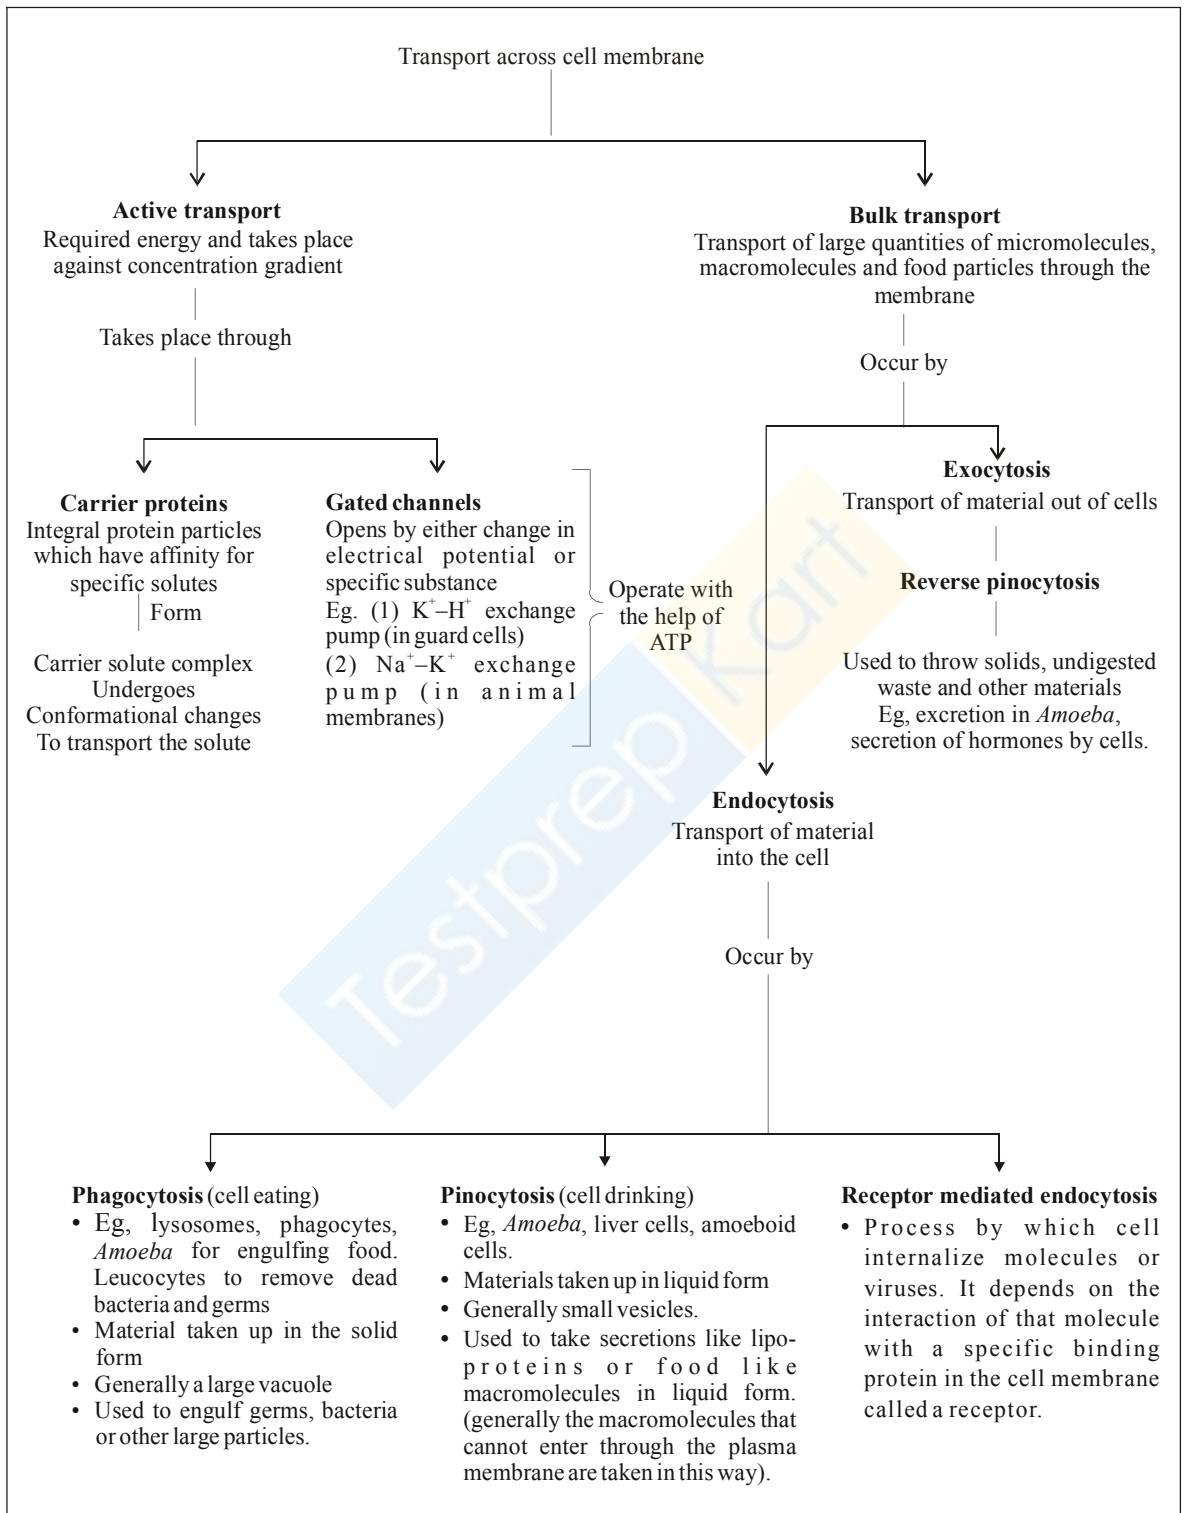 Transport across cell membrane
Active transport
Required energy and takes place
against concentration gradient
Takes place through
Carrier proteins
Integral protein particles
which have affinity for
specific solutes
Form
Carrier solute complex
Undergoes
Conformational changes
To transport the solute
Gated channels
Opens by either change in
electrical potential or
specific substance
Eg. (1) K⁺–H⁺ exchange
pump (in guard cells)
(2) Na⁺–K⁺ exchange
pump (in animal
membranes)
Operate with
the help of
ATP
Bulk transport
Transport of large quantities of micromolecules,
macromolecules and food particles through the
membrane
Occur by
Exocytosis
Transport of material out of cells
Reverse pinocytosis
Used to throw solids, undigested
waste and other materials
Eg, excretion in Amoeba,
secretion of hormones by cells.
Endocytosis
Transport of material
into the cell
Occur by
Phagocytosis (cell eating)
• Eg, lysosomes, phagocytes,
Amoeba for engulfing food.
Leucocytes to remove dead
bacteria and germs
• Material taken up in the solid
form
• Generally a large vacuole
• Used to engulf germs, bacteria
or other large particles.
Pinocytosis (cell drinking)
• Eg, Amoeba, liver cells, amoeboid
cells.
• Materials taken up in liquid form
• Generally small vesicles.
• Used to take secretions like lipo-
proteins or food like
macromolecules in liquid form.
(generally the macromolecules that
cannot enter through the plasma
membrane are taken in this way).
Receptor mediated endocytosis
• Process by which cell
internalize molecules or
viruses. It depends on the
interaction of that molecule
with a specific binding
protein in the cell membrane
called a receptor.
Testprep Kart